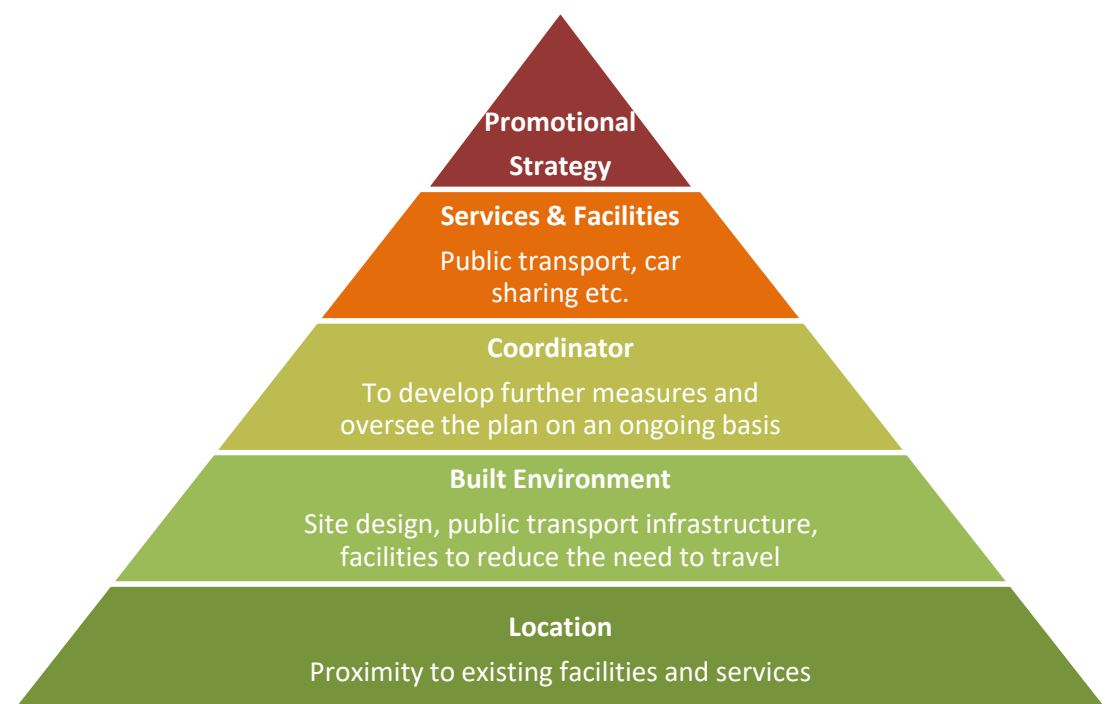 Promotional
Strategy
Services & Facilities
Public transport, car
sharing etc.
Coordinator
To develop further measures and
oversee the plan on an ongoing basis
Built Environment
Site design, public transport infrastructure,
facilities to reduce the need to travel
Location
Proximity to existing facilities and services